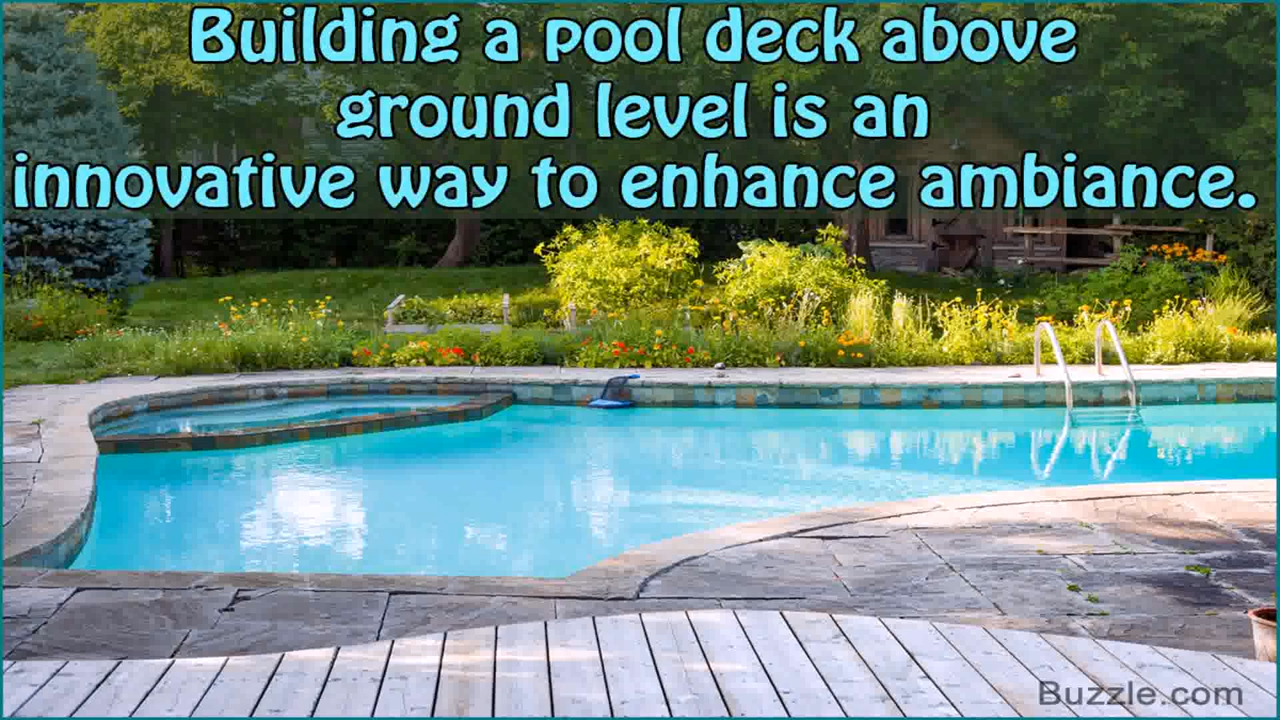 Building a pool deck above
ground level is an
innovative way to enhance ambiance.
Buzzle.com